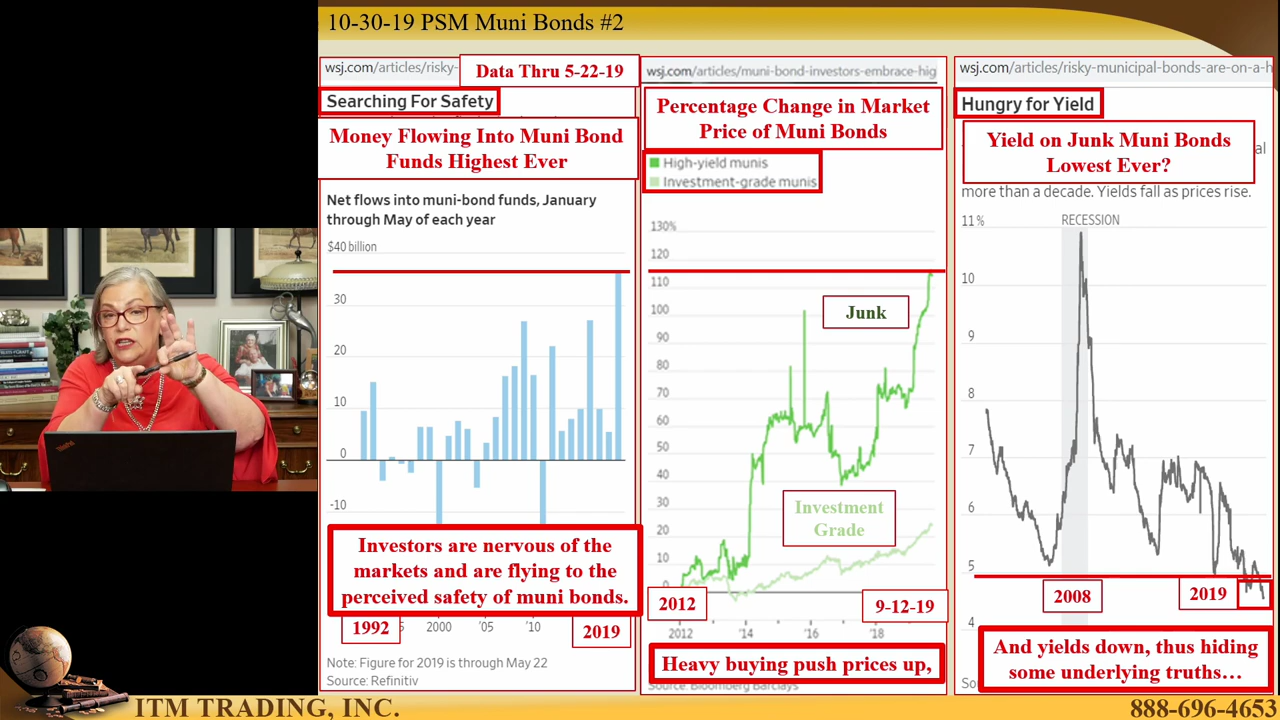 10-30-19 PSM Muni Bonds #2
wsj.com/articles/risky-
Data Thru 5-22-19
Searching For Safety
Money Flowing Into Muni Bond
Funds Highest Ever
Net flows into muni-bond funds, January
through May of each year
$40 billion
30
20
10
0
-10
Investors are nervous of the
markets and are flying to the
perceived safety of muni bonds.
1992
2000
'05
'10
2019
Note: Figure for 2019 is through May 22
Source: Refinitiv
wsj.com/articles/muni-bond-investors-embrace-hig
Percentage Change in Market
Price of Muni Bonds
High-yield munis
Investment-grade munis
130%
120
110
100
90
80
70
60
50
40
30
20
10
Junk
Investment
Grade
2012
9-12-19
2012
'14
'16
'18
Heavy buying push prices up,
Source: Bloomberg Barclays
wsj.com/articles/risky-municipal-bonds-are-on-a-h
Hungry for Yield
Yield on Junk Muni Bonds
Lowest Ever?
more than a decade. Yields fall as prices rise.
11%
RECESSION
10
9
8
7
6
5
4
2008
2019
And yields down, thus hiding
some underlying truths...
ThinkPad
ITM TRADING, INC.
888-696-4653